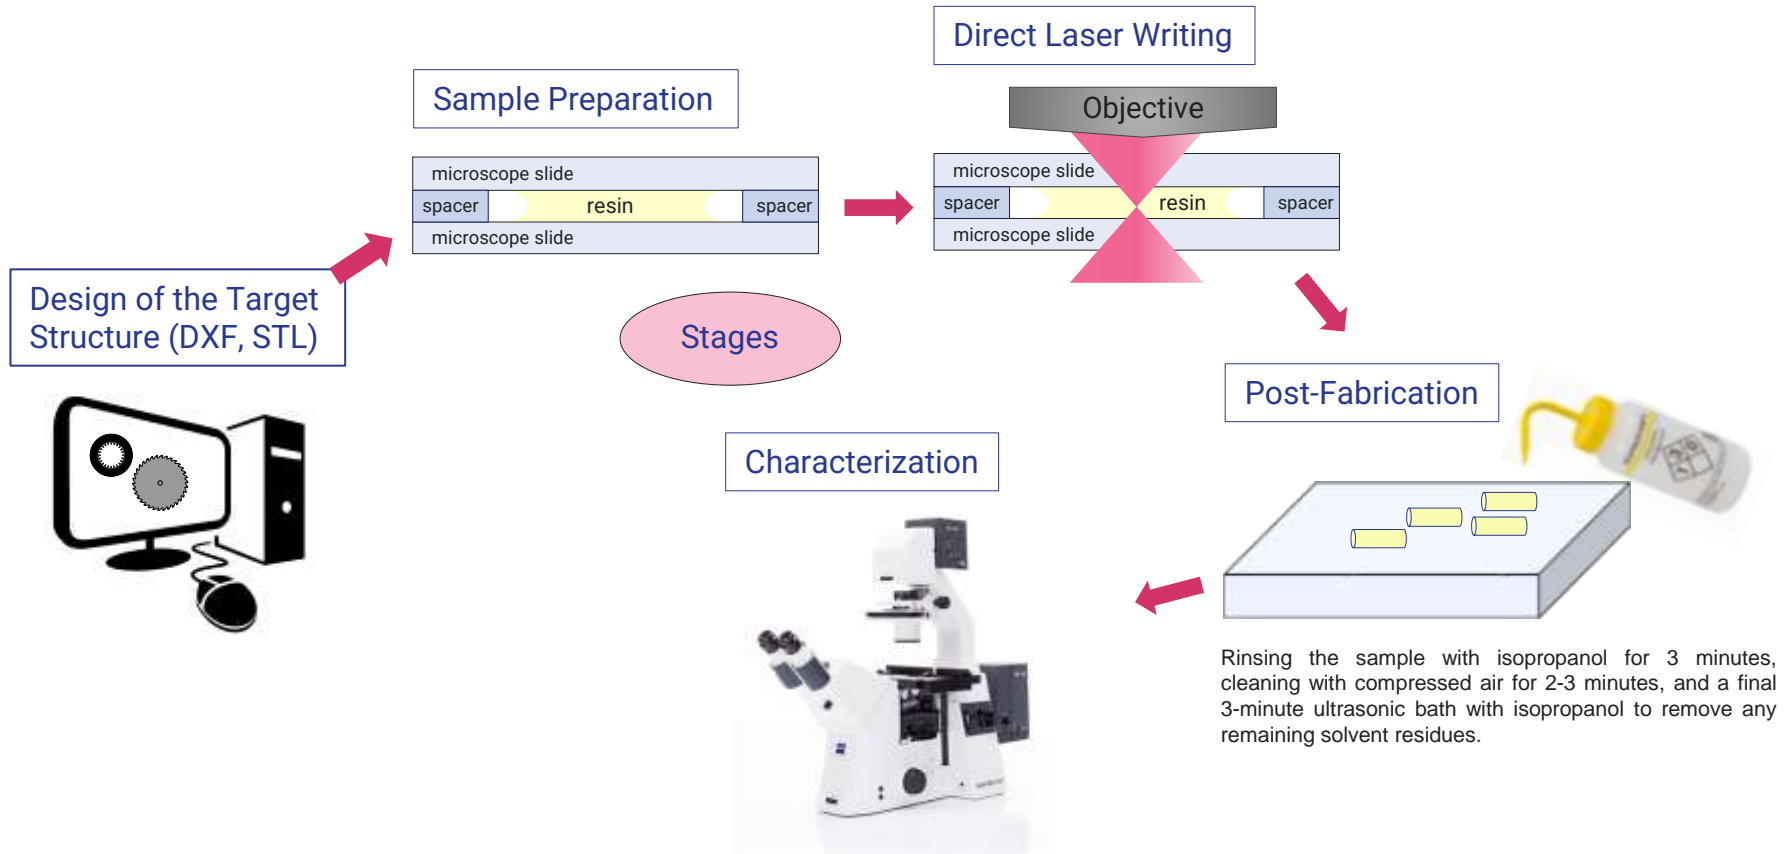 Direct Laser Writing
Sample Preparation
Objective
microscope slide
spacer
resin
spacer
microscope slide
microscope slide
spacer
resin
spacer
microscope slide
Design of the Target
Structure (DXF, STL)
Stages
Post-Fabrication
Characterization
Rinsing the sample with isopropanol for 3 minutes,
cleaning with compressed air for 2-3 minutes, and a final
3-minute ultrasonic bath with isopropanol to remove any
remaining solvent residues.